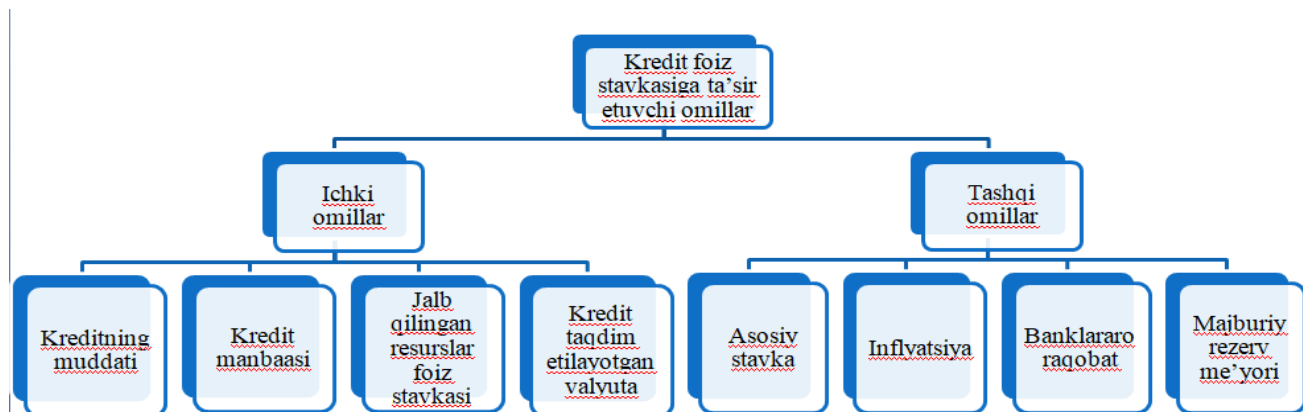 Kredit foiz
stavkasiga ta’sir
etuvchi omillar
Ichki
omillar
Tashqi
omillar
Kreditning
muddati
Kredit
manbaasi
Jalb
qilingan
resurslar
foiz
stavkasi
Kredit
taqdim
etilayotgan
valyuta
Asosiy
stavka
Inflvatsiya
Banklararo
raqobat
Majburiy
rezerv
me’yori